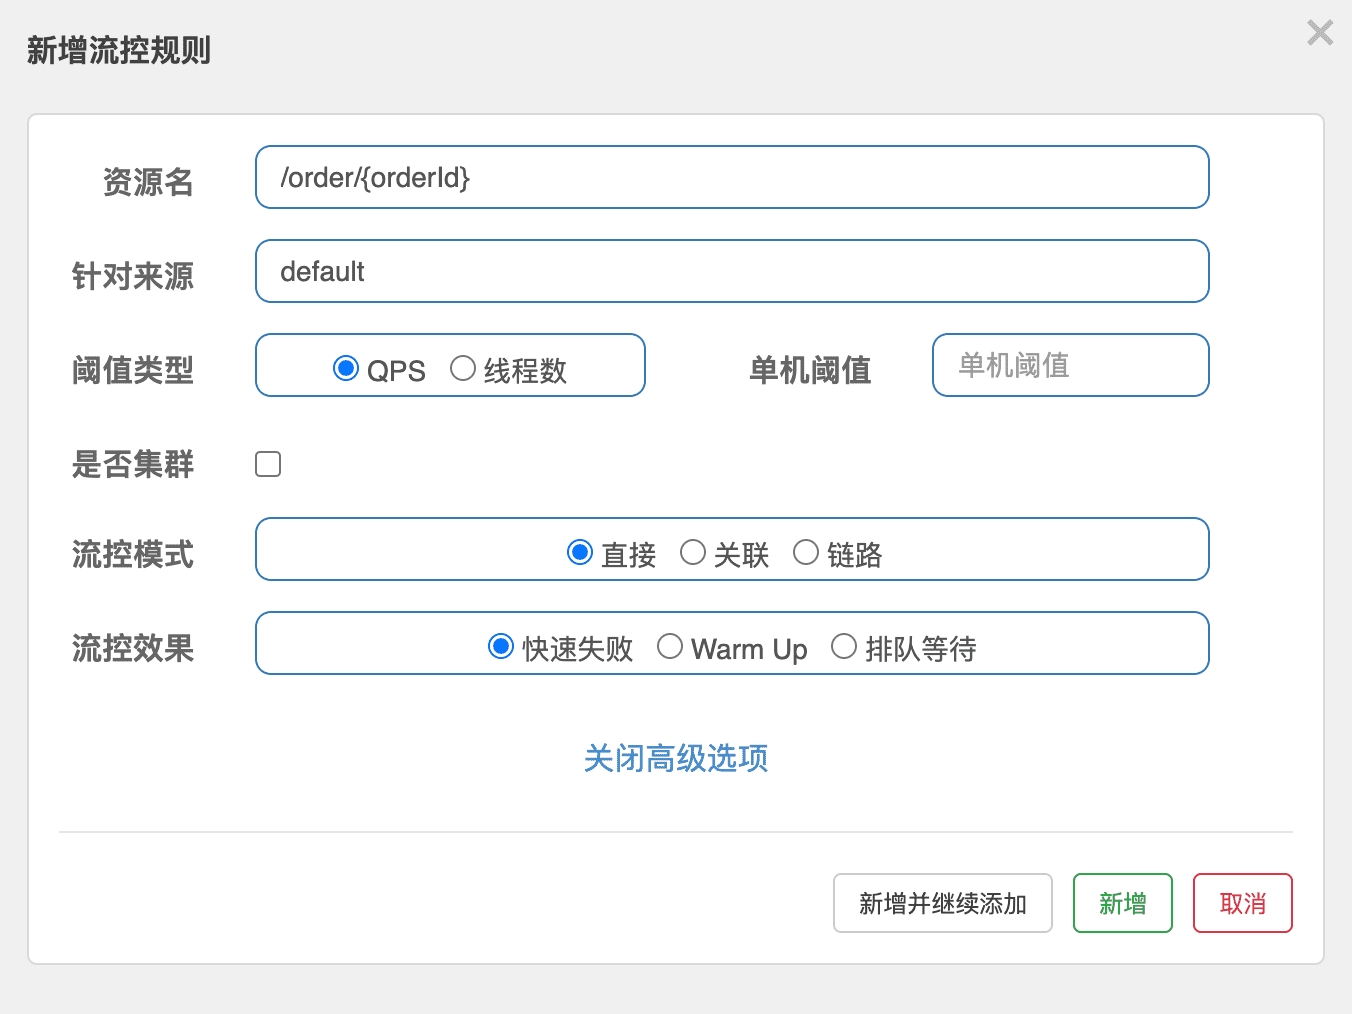 新增流控规则
×
资源名 /order/{orderId}
针对来源 default
阈值类型 QPS 线程数 单机阈值 单机阈值
是否集群
流控模式 直接 关联 链路
流控效果 快速失败 Warm Up 排队等待
关闭高级选项
新增并继续添加 新增 取消